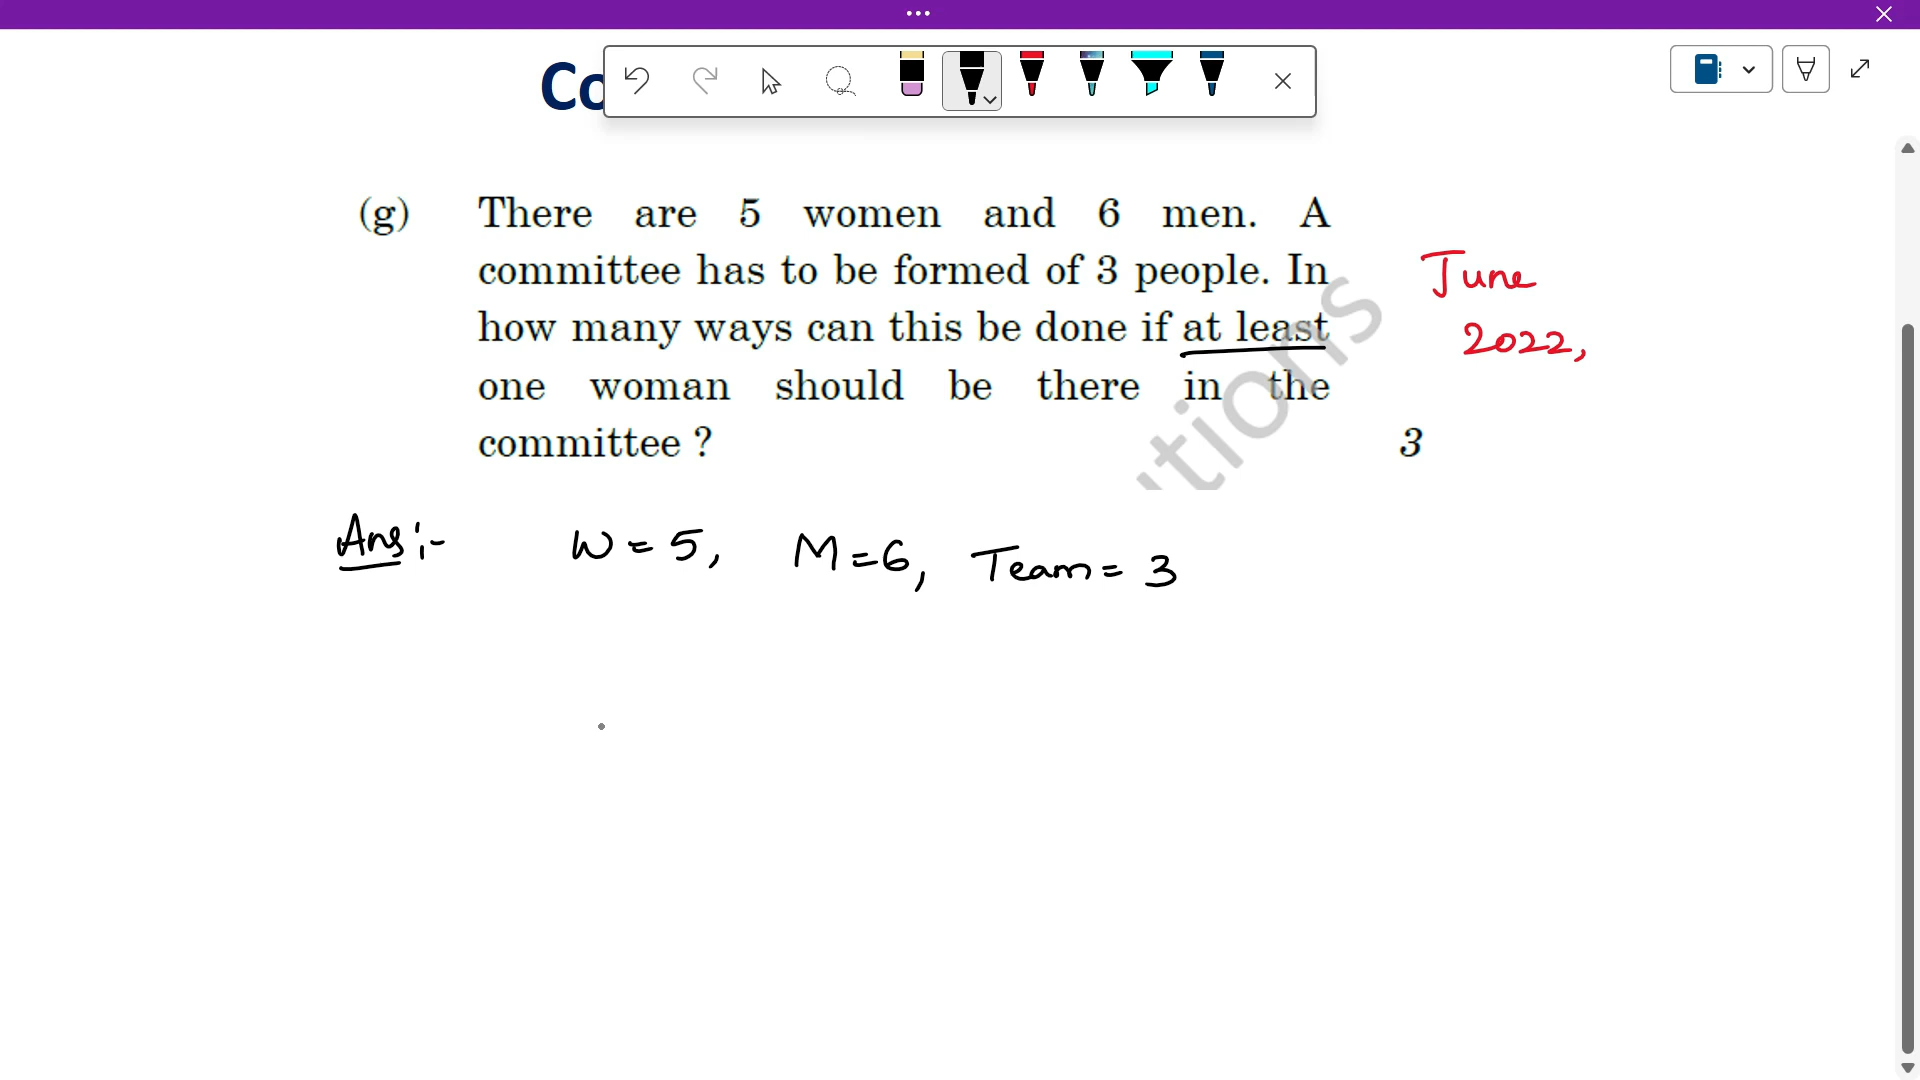 Co
(g) There are 5 women and 6 men. A
committee has to be formed of 3 people. In
how many ways can this be done if at least
one woman should be there in the
committee ? 3
June
2022,
Ans:- W = 5, M = 6, Team = 3